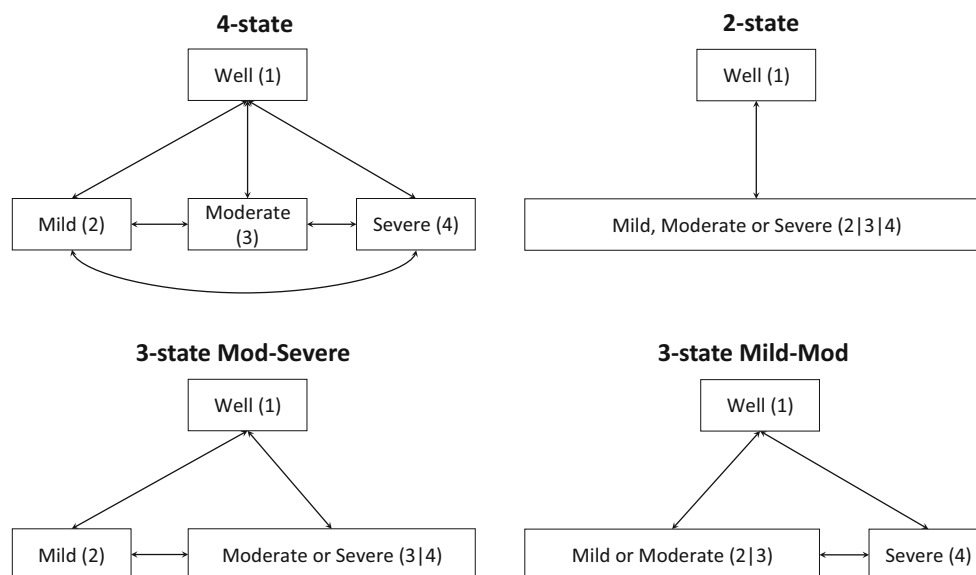 4-state
2-state
Well (1)
Well (1)
Mild (2)
Moderate
(3)
Severe (4)
Mild, Moderate or Severe (2|3|4)
3-state Mod-Severe
3-state Mild-Mod
Well (1)
Well (1)
Mild (2)
Moderate or Severe (3|4)
Mild or Moderate (2|3)
Severe (4)